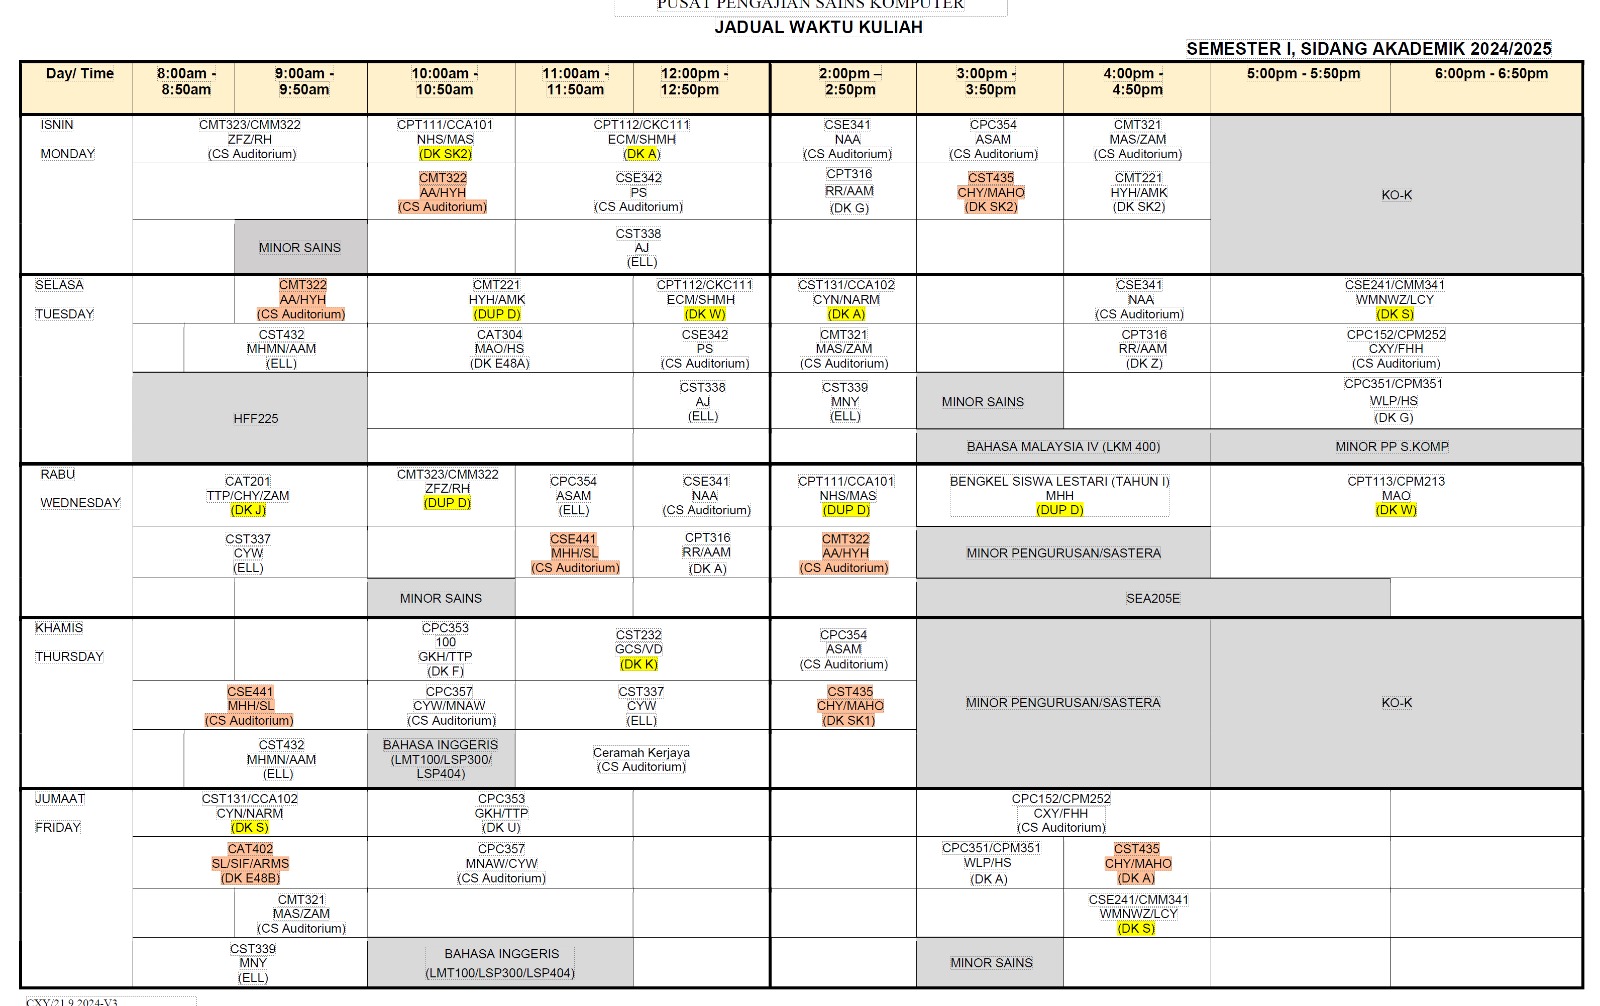 PUSAT PENGAJIAN SAINS KOMPUTER
JADUAL WAKTU KULIAH
SEMESTER I, SIDANG AKADEMIK 2024/2025
Day/ Time
8:00am -
8:50am
9:00am -
9:50am
10:00am -
10:50am
11:00am -
11:50am
12:00pm -
12:50pm
2:00pm –
2:50pm
3:00pm -
3:50pm
4:00pm -
4:50pm
5:00pm - 5:50pm
6:00pm - 6:50pm
ISNIN
MONDAY
CMT323/CMM322
ZFZ/RH
(CS Auditorium)
CPT111/CCA101
NHS/MAS
(DK SK2)
CPT112/CKC111
ECM/SHMH
(DK A)
CSE341
NAA
(CS Auditorium)
CPC354
ASAM
(CS Auditorium)
CMT321
MAS/ZAM
(CS Auditorium)
KO-K
CMT322
AA/HYH
(CS Auditorium)
CSE342
PS
(CS Auditorium)
CPT316
RR/AAM
(DK G)
CST435
CHY/MAHO
(DK SK2)
CMT221
HYH/AMK
(DK SK2)
MINOR SAINS
CST338
AJ
(ELL)
SELASA
TUESDAY
CMT322
AA/HYH
(CS Auditorium)
CMT221
HYH/AMK
(DUP D)
CPT112/CKC111
ECM/SHMH
(DK W)
CST131/CCA102
CYN/NARM
(DK A)
CSE341
NAA
(CS Auditorium)
CSE241/CMM341
WMNWZ/LCY
(DK S)
CST432
MHMN/AAM
(ELL)
CAT304
MAO/HS
(DK E48A)
CSE342
PS
(CS Auditorium)
CMT321
MAS/ZAM
(CS Auditorium)
CPT316
RR/AAM
(DK Z)
CPC152/CPM252
CXY/FHH
(CS Auditorium)
HFF225
CST338
AJ
(ELL)
CST339
MNY
(ELL)
MINOR SAINS
CPC351/CPM351
WLP/HS
(DK G)
BAHASA MALAYSIA IV (LKM 400)
MINOR PP S.KOMP
RABU
WEDNESDAY
CAT201
TTP/CHY/ZAM
(DK J)
CMT323/CMM322
ZFZ/RH
(DUP D)
CPC354
ASAM
(ELL)
CSE341
NAA
(CS Auditorium)
CPT111/CCA101
NHS/MAS
(DUP D)
BENGKEL SISWA LESTARI (TAHUN I)
MHH
(DUP D)
CPT113/CPM213
MAO
(DK W)
CST337
CYW
(ELL)
CSE441
MHH/SL
(CS Auditorium)
CPT316
RR/AAM
(DK A)
CMT322
AA/HYH
(CS Auditorium)
MINOR PENGURUSAN/SASTERA
MINOR SAINS
SEA205E
KHAMIS
THURSDAY
CPC353
100
GKH/TTP
(DK F)
CST232
GCS/VD
(DK K)
CPC354
ASAM
(CS Auditorium)
MINOR PENGURUSAN/SASTERA
KO-K
CSE441
MHH/SL
(CS Auditorium)
CPC357
CYW/MNAW
(CS Auditorium)
CST337
CYW
(ELL)
CST435
CHY/MAHO
(DK SK1)
CST432
MHMN/AAM
(ELL)
BAHASA INGGERIS
(LMT100/LSP300/
LSP404)
Ceramah Kerjaya
(CS Auditorium)
JUMAAT
FRIDAY
CST131/CCA102
CYN/NARM
(DK S)
CPC353
GKH/TTP
(DK U)
CPC152/CPM252
CXY/FHH
(CS Auditorium)
CAT402
SL/SIF/ARMS
(DK E48B)
CPC357
MNAW/CYW
(CS Auditorium)
CPC351/CPM351
WLP/HS
(DK A)
CST435
CHY/MAHO
(DK A)
CMT321
MAS/ZAM
(CS Auditorium)
CSE241/CMM341
WMNWZ/LCY
(DK S)
CST339
MNY
(ELL)
BAHASA INGGERIS
(LMT100/LSP300/LSP404)
MINOR SAINS
CXY/21.9.2024-V3